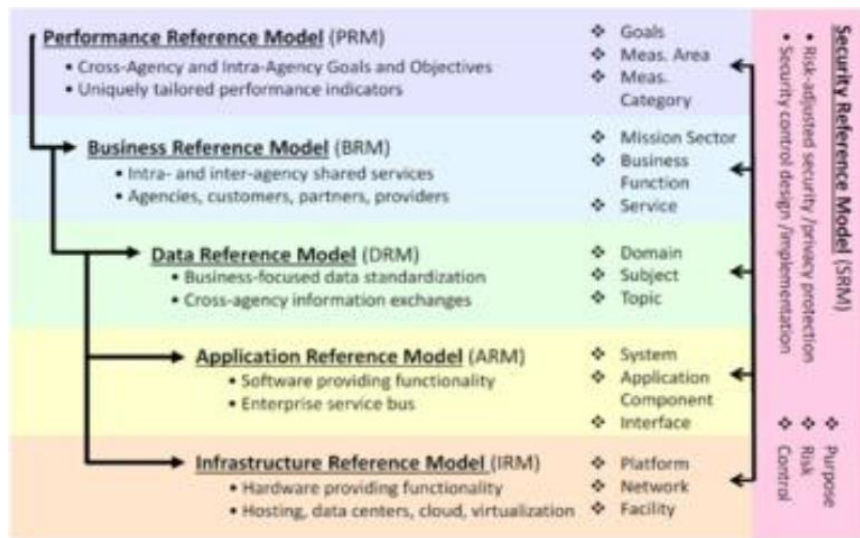 Performance Reference Model (PRM)
• Cross-Agency and Intra-Agency Goals and Objectives
• Uniquely tailored performance indicators
❖ Goals
❖ Meas. Area
❖ Meas.
Category
Business Reference Model (BRM)
• Intra- and inter-agency shared services
• Agencies, customers, partners, providers
❖ Mission Sector
❖ Business
Function
❖ Service
Data Reference Model (DRM)
• Business-focused data standardization
• Cross-agency information exchanges
❖ Domain
❖ Subject
❖ Topic
Application Reference Model (ARM)
• Software providing functionality
• Enterprise service bus
❖ System
❖ Application
Component
❖ Interface
Infrastructure Reference Model (IRM)
• Hardware providing functionality
• Hosting, data centers, cloud, virtualization
❖ Platform
❖ Network
❖ Facility
Security Reference Model (SRM)
• Risk-adjusted security /privacy protection
• Security control design /implementation
❖ Purpose
❖ Risk
❖ Control